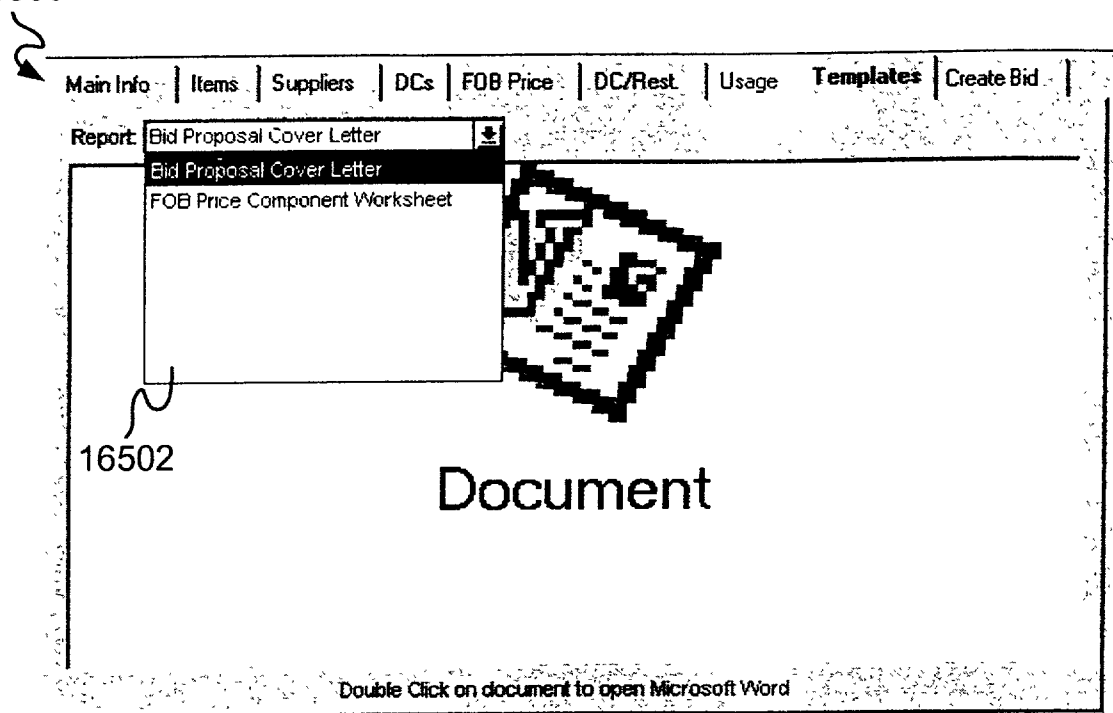 Main Info Items Suppliers DCs FOB Price DC/Rest. Usage Templates Create Bid
Report: Bid Proposal Cover Letter
Bid Proposal Cover Letter
FOB Price Component Worksheet
16502
Document
Double Click on document to open Microsoft Word